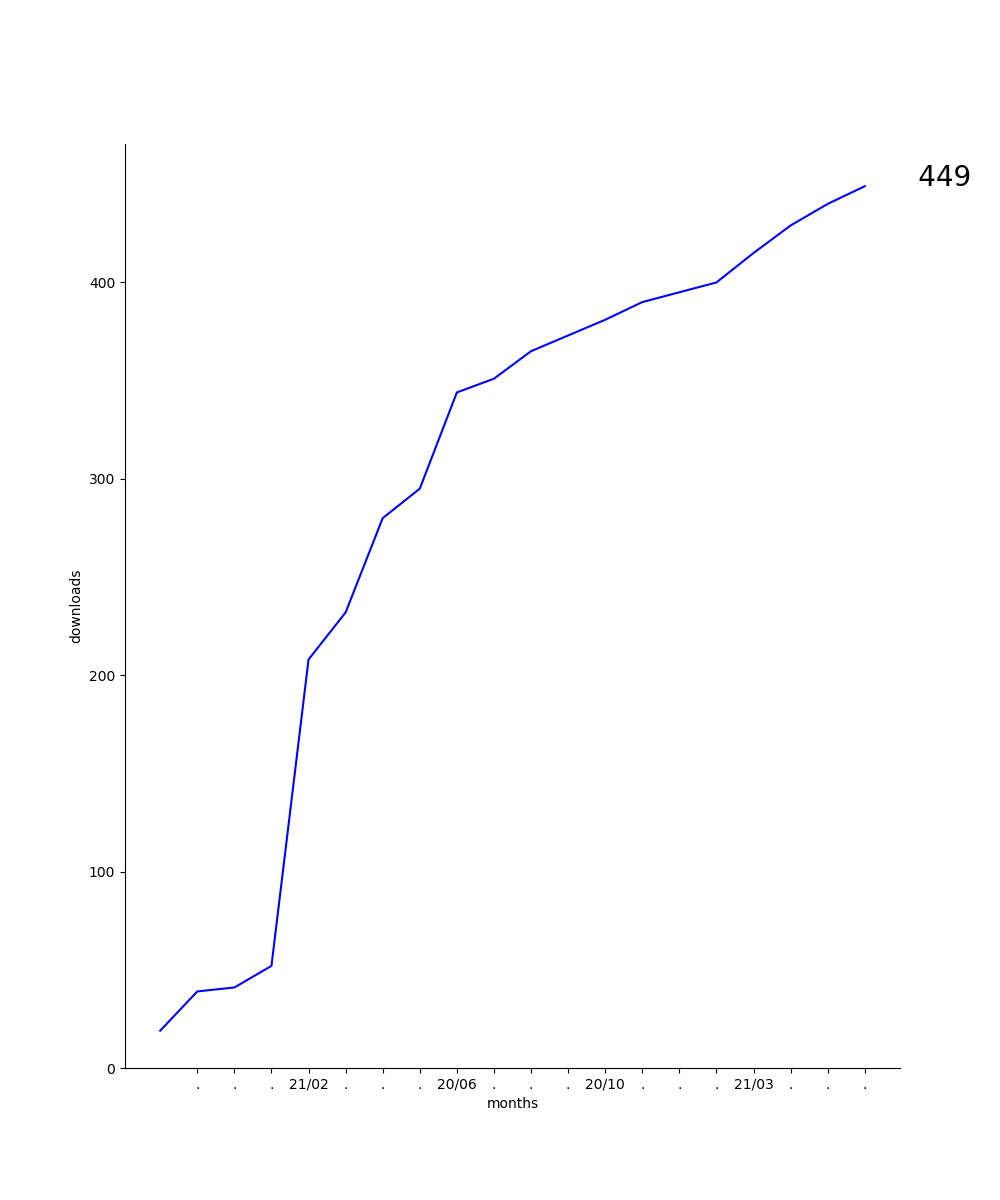 449
400
300
200
100
0
downloads
. . . 21/02 . . . 20/06 . . . 20/10 . . . 21/03 . . .
months